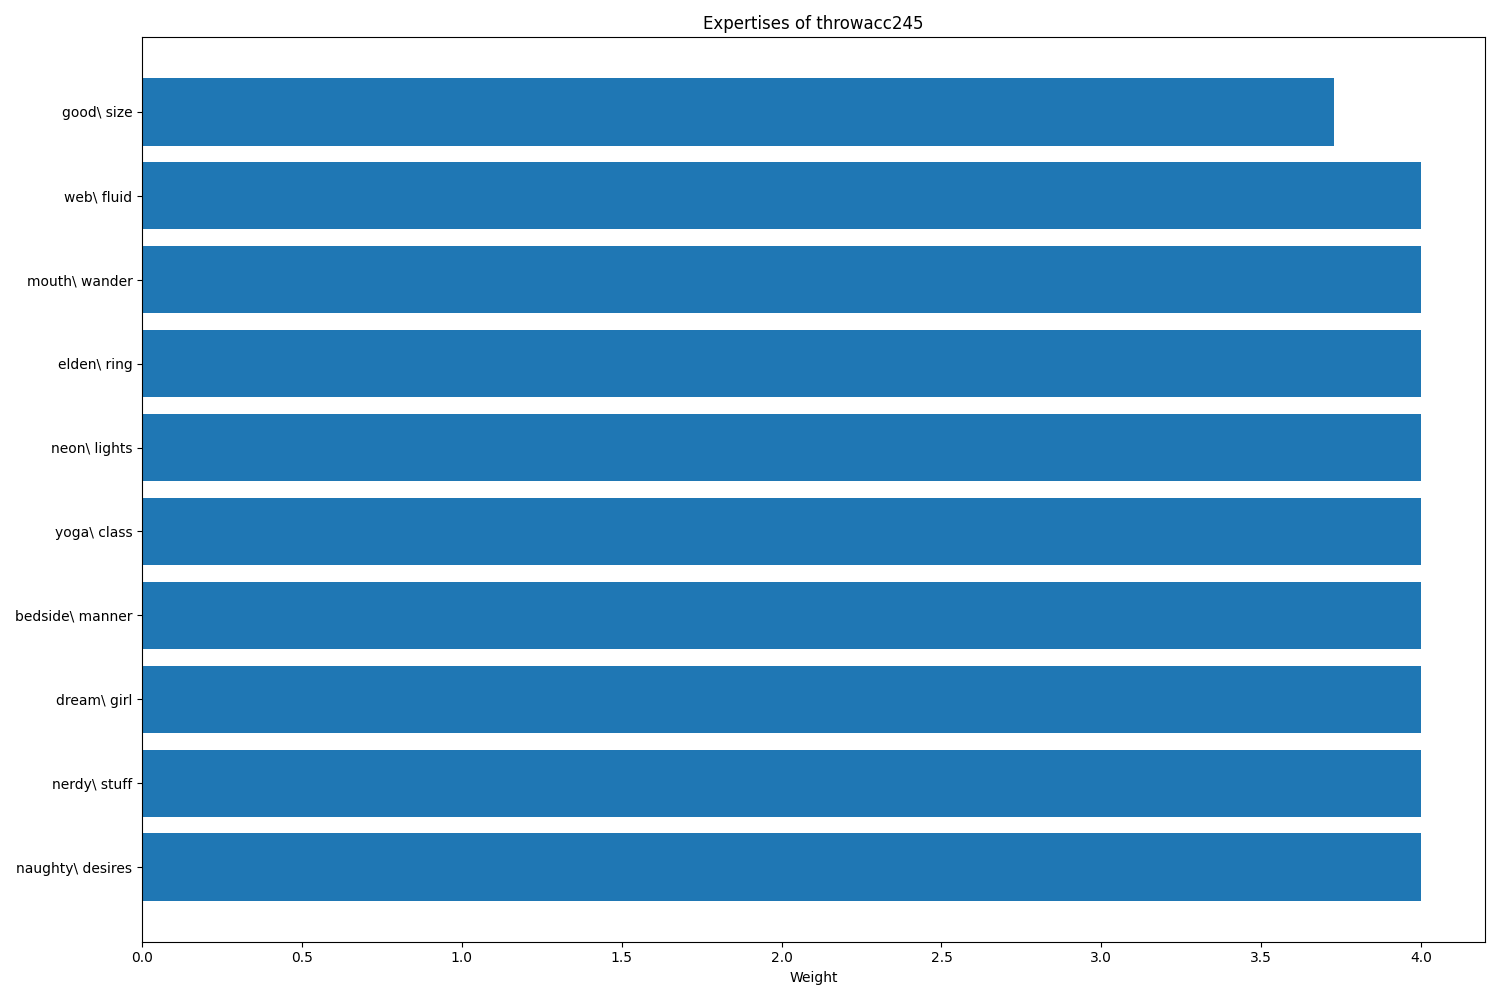 Expertises of throwacc245
good\ size
web\ fluid
mouth\ wander
elden\ ring
neon\ lights
yoga\ class
bedside\ manner
dream\ girl
nerdy\ stuff
naughty\ desires
0.0 0.5 1.0 1.5 2.0 2.5 3.0 3.5 4.0
Weight